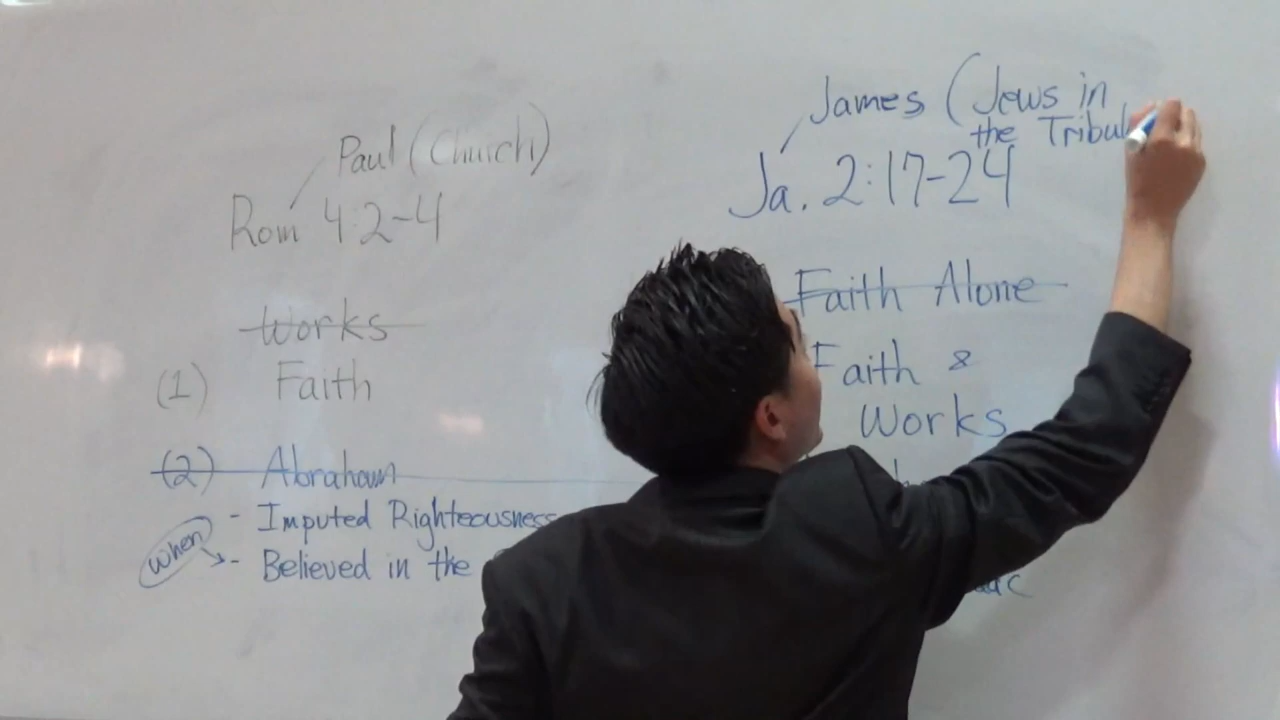 Paul (Church)
Rom 4:2-4
Works
(1) Faith
(2) Abraham
- Imputed Righteousness
when - Believed in the
James (Jews in
the Tribul
Ja. 2:17-24
Faith Alone
Faith &
Works